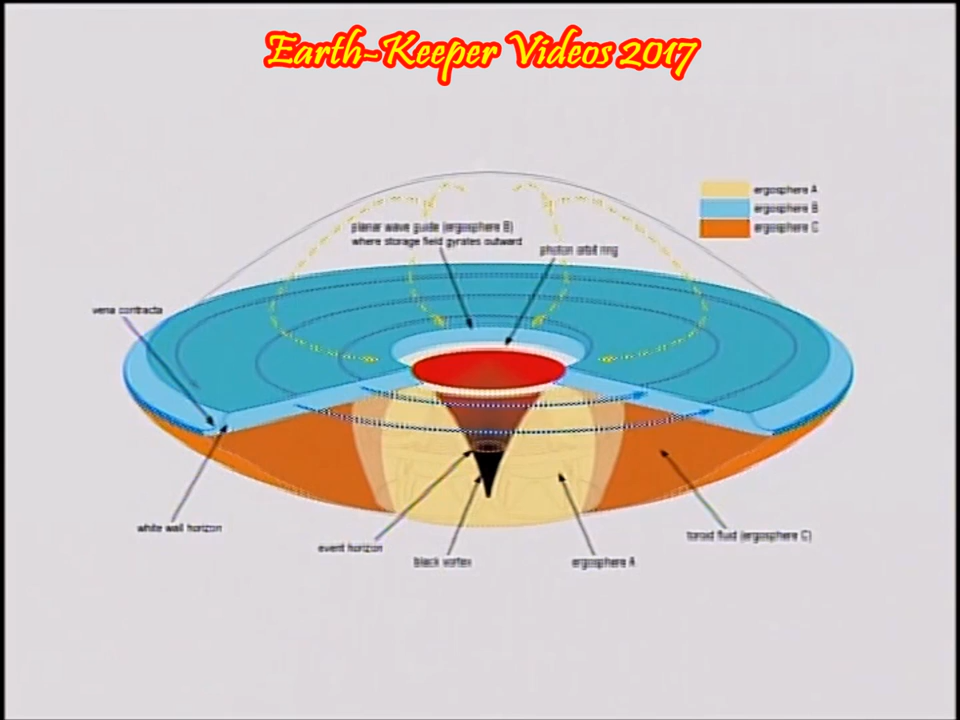 Earth-Keeper Videos 2017
ergosphere A
ergosphere B
ergosphere C
planar wave guide (ergosphere B)
where storage field gyrates outward
photon orbit ring
vena contracta
white wall horizon
event horizon
black vortex
ergosphere A
toroid fluid (ergosphere C)